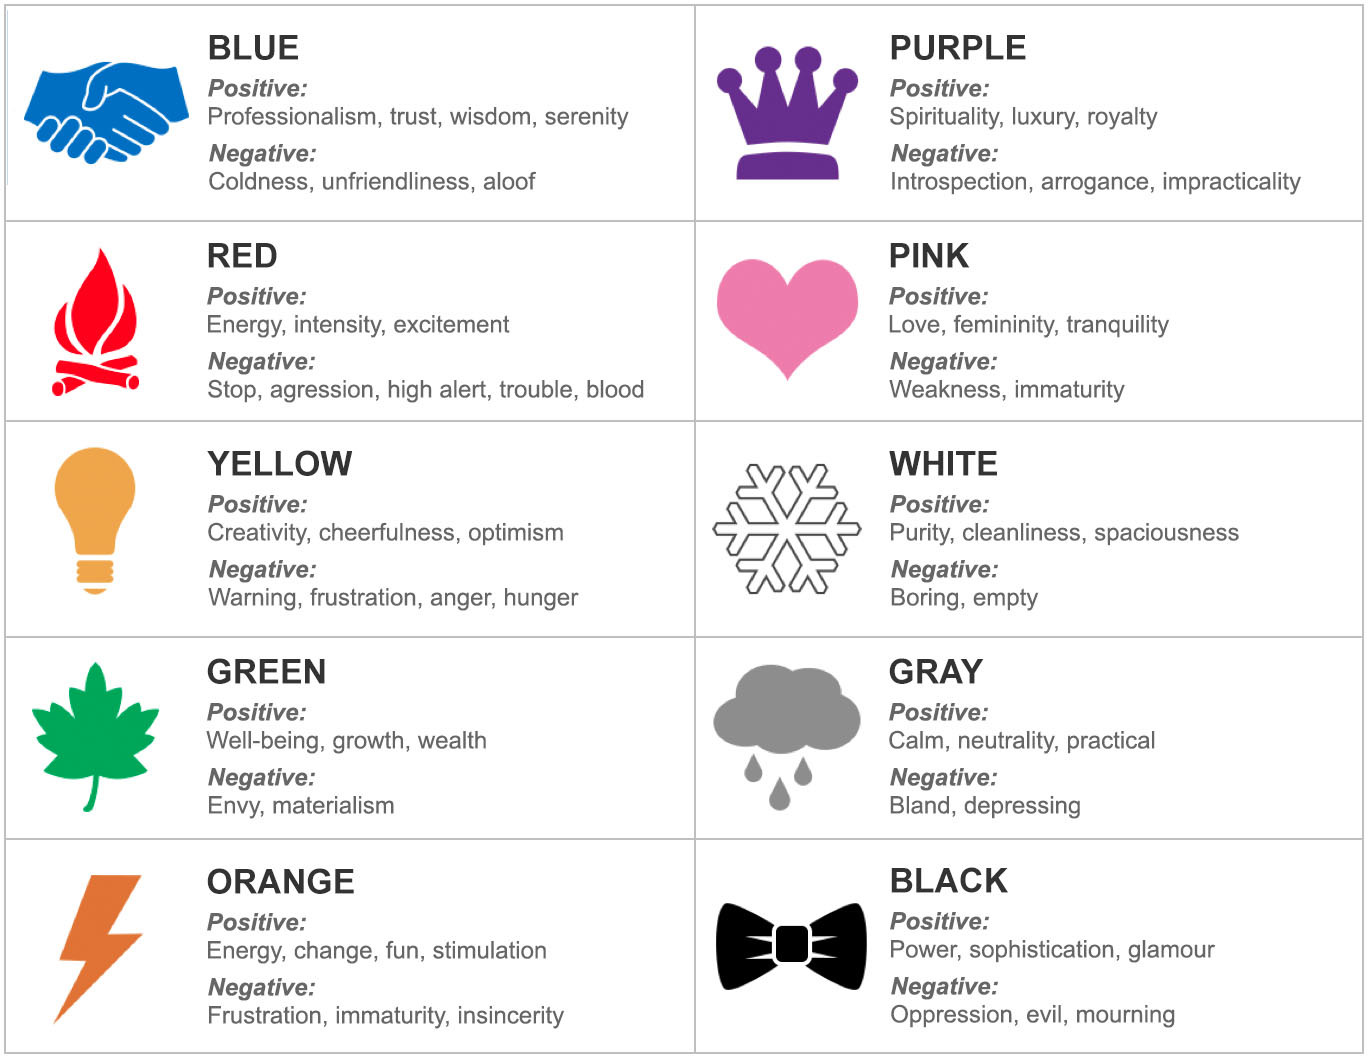 BLUE
Positive:
Professionalism, trust, wisdom, serenity
Negative:
Coldness, unfriendliness, aloof
PURPLE
Positive:
Spirituality, luxury, royalty
Negative:
Introspection, arrogance, impracticality
RED
Positive:
Energy, intensity, excitement
Negative:
Stop, agression, high alert, trouble, blood
PINK
Positive:
Love, femininity, tranquility
Negative:
Weakness, immaturity
YELLOW
Positive:
Creativity, cheerfulness, optimism
Negative:
Warning, frustration, anger, hunger
WHITE
Positive:
Purity, cleanliness, spaciousness
Negative:
Boring, empty
GREEN
Positive:
Well-being, growth, wealth
Negative:
Envy, materialism
GRAY
Positive:
Calm, neutrality, practical
Negative:
Bland, depressing
ORANGE
Positive:
Energy, change, fun, stimulation
Negative:
Frustration, immaturity, insincerity
BLACK
Positive:
Power, sophistication, glamour
Negative:
Oppression, evil, mourning